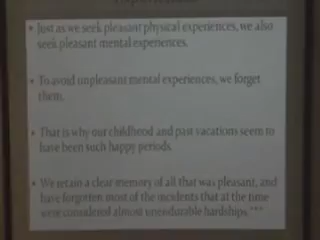 • Just as we seek pleasant physical experiences, we also
seek pleasant mental experiences.
• To avoid unpleasant mental experiences, we forget
them.
• That is why our childhood and past vacations seem to
have been such happy periods.
• We retain a clear memory of all that was pleasant, and
have forgotten most of the incidents that at the time
were considered almost unendurable hardships.***